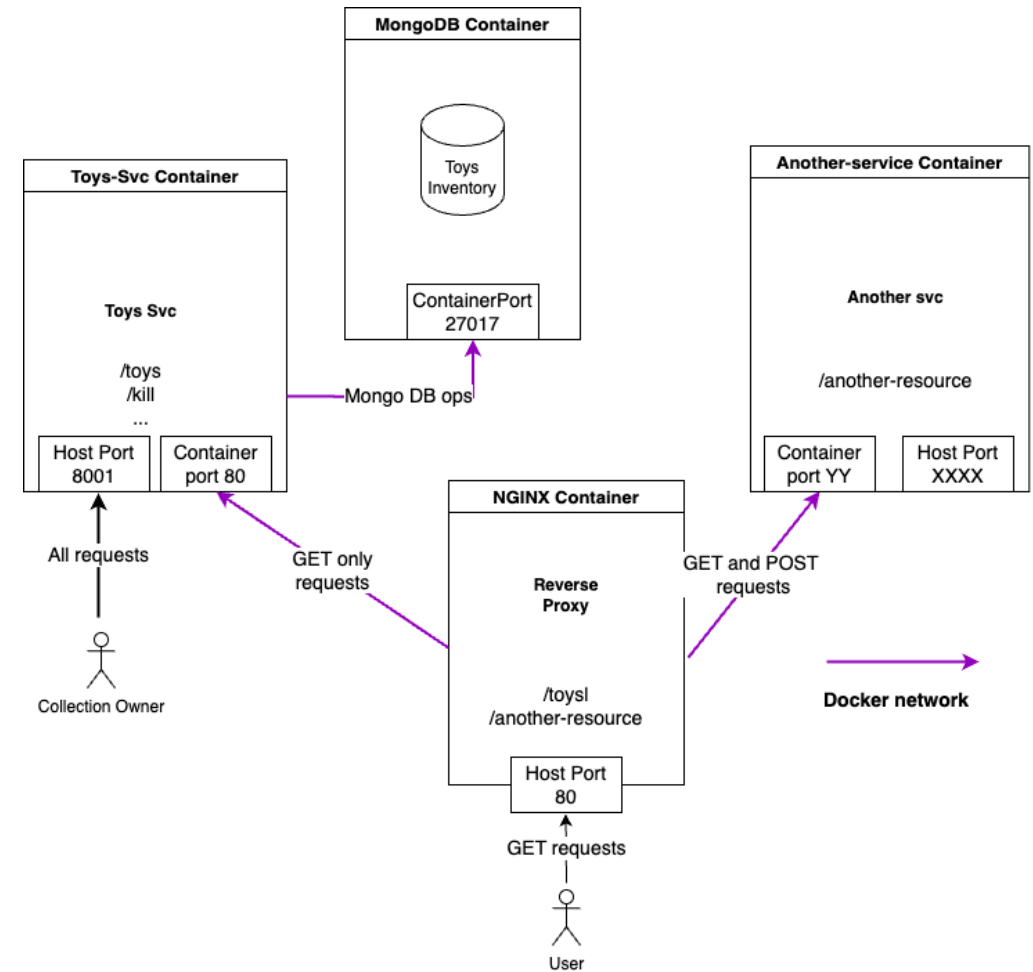 MongoDB Container
Toys
Inventory
ContainerPort
27017
Toys-Svc Container
Toys Svc
/toys
/kill
...
Host Port
8001
Container
port 80
Mongo DB ops
Another-service Container
Another svc
/another-resource
Container
port YY
Host Port
XXXX
All requests
Collection Owner
GET only
requests
NGINX Container
Reverse
Proxy
/toysl
/another-resource
Host Port
80
GET and POST
requests
Docker network
GET requests
User